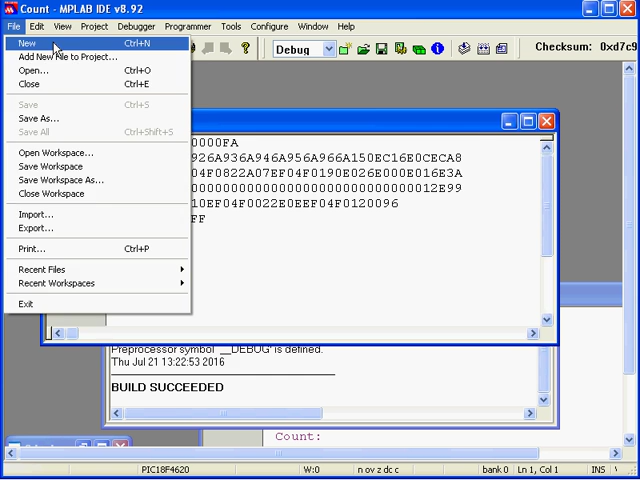 Count - MPLAB IDE v8.92
File Edit View Project Debugger Programmer Tools Configure Window Help
Debug
Checksum: 0xd7c9
New Ctrl+N
Add New File to Project...
Open... Ctrl+O
Close Ctrl+E
Save Ctrl+S
Save As...
Save All Ctrl+Shift+S
Open Workspace...
Save Workspace
Save Workspace As...
Close Workspace
Import...
Export...
Print... Ctrl+P
Recent Files
Recent Workspaces
Exit
0000FA
926A936A946A956A966A150EC16E0CECA8
04F0822A07EF04F0190E026E000E016E3A
00000000000000000000000000000012E99
10EF04F0022E0EEF04F0120096
FF
Preprocessor symbol `__DEBUG' is defined.
Thu Jul 21 13:22:53 2016
BUILD SUCCEEDED
Count:
PIC18F4620 W:0 n ov z dc c bank 0 Ln 1, Col 1 INS